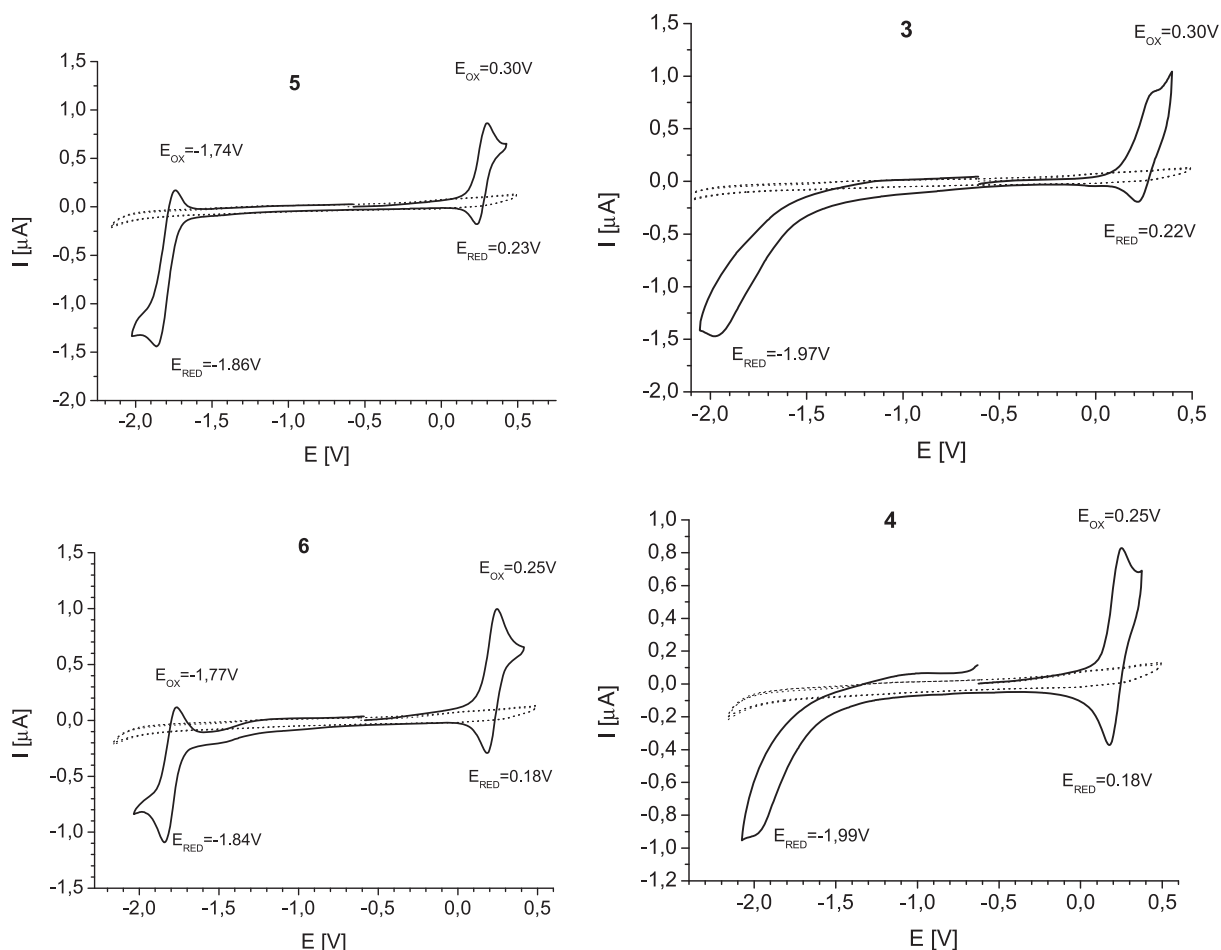 5
E_OX=0.30V
E_OX=-1,74V
E_RED=0.23V
E_RED=-1.86V
1,5
1,0
0,5
0,0
-0,5
-1,0
-1,5
-2,0
I [µA]
-2,0 -1,5 -1,0 -0,5 0,0 0,5
E [V]
3
E_OX=0.30V
E_RED=0.22V
E_RED=-1.97V
1,5
1,0
0,5
0,0
-0,5
-1,0
-1,5
-2,0
I [µA]
-2,0 -1,5 -1,0 -0,5 0,0 0,5
E [V]
6
E_OX=0.25V
E_OX=-1,77V
E_RED=0.18V
E_RED=-1.84V
1,5
1,0
0,5
0,0
-0,5
-1,0
-1,5
I [µA]
-2,0 -1,5 -1,0 -0,5 0,0 0,5
E [V]
4
E_OX=0.25V
E_RED=0.18V
E_RED=-1,99V
1,0
0,8
0,6
0,4
0,2
0,0
-0,2
-0,4
-0,6
-0,8
-1,0
-1,2
I [µA]
-2,0 -1,5 -1,0 -0,5 0,0 0,5
E [V]